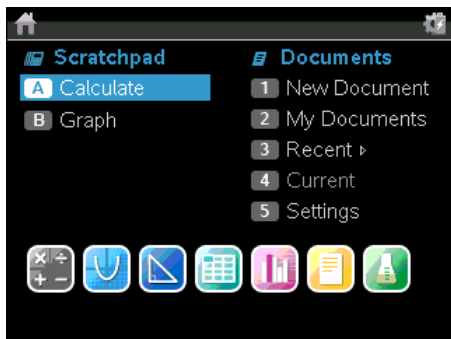 Scratchpad
A Calculate
B Graph
Documents
1 New Document
2 My Documents
3 Recent ▹
4 Current
5 Settings